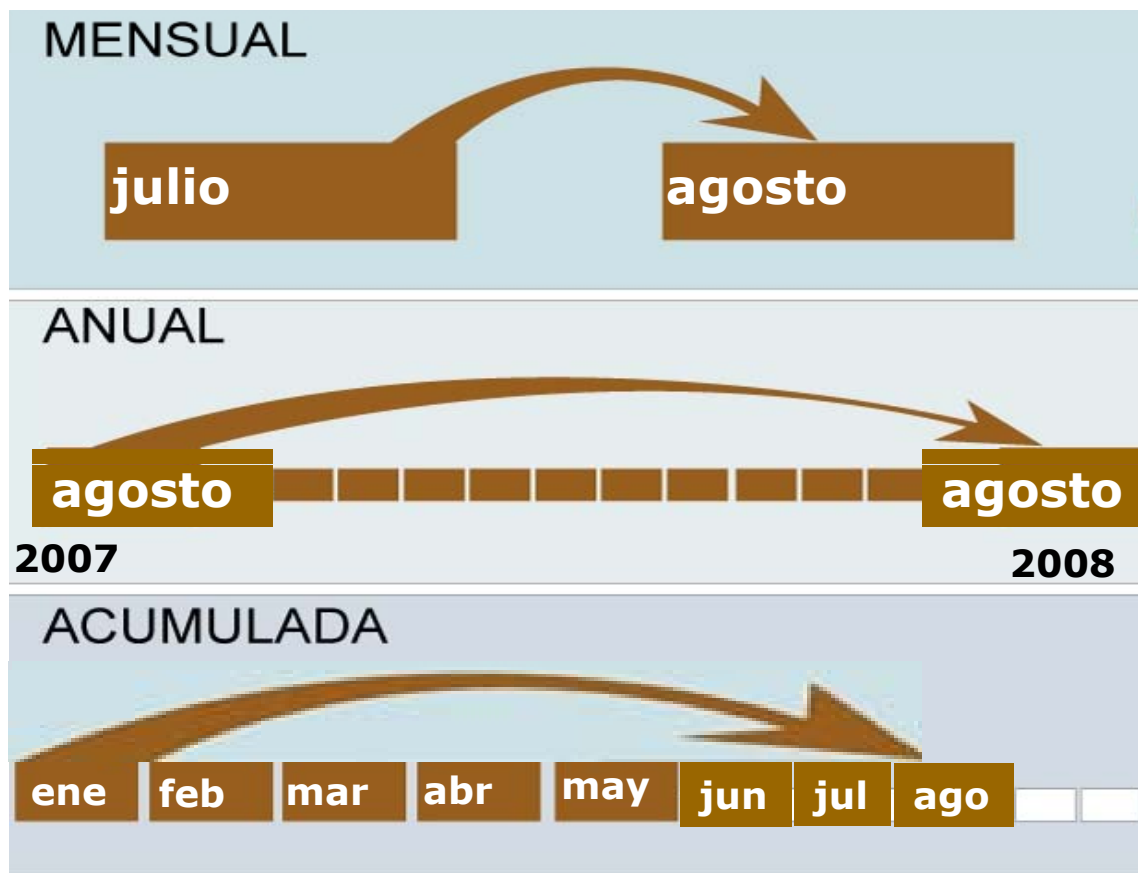 MENSUAL
julio agosto
ANUAL
agosto agosto
2007 2008
ACUMULADA
ene feb mar abr may jun jul ago